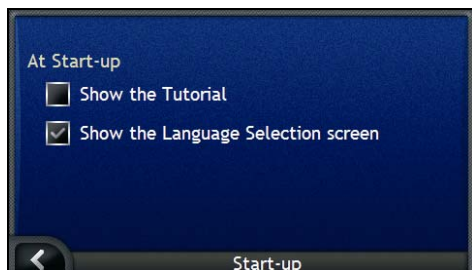 At Start-up
Show the Tutorial
Show the Language Selection screen
Start-up